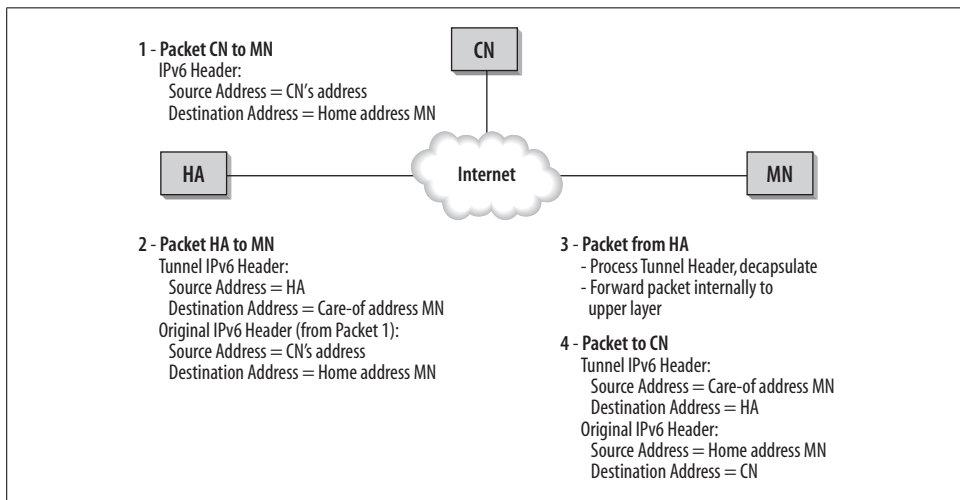 1 - Packet CN to MN
IPv6 Header:
Source Address = CN's address
Destination Address = Home address MN
CN
HA
Internet
MN
2 - Packet HA to MN
Tunnel IPv6 Header:
Source Address = HA
Destination Address = Care-of address MN
Original IPv6 Header (from Packet 1):
Source Address = CN's address
Destination Address = Home address MN
3 - Packet from HA
- Process Tunnel Header, decapsulate
- Forward packet internally to
upper layer
4 - Packet to CN
Tunnel IPv6 Header:
Source Address = Care-of address MN
Destination Address = HA
Original IPv6 Header:
Source Address = Home address MN
Destination Address = CN